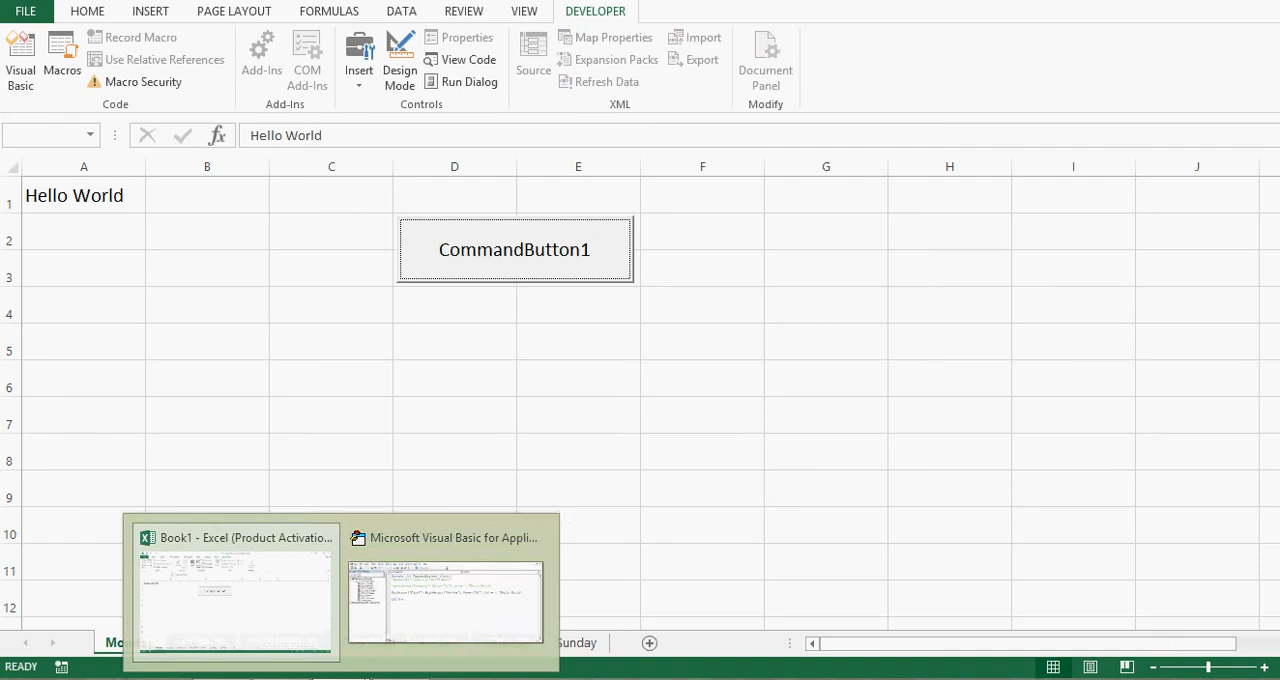 FILE HOME INSERT PAGE LAYOUT FORMULAS DATA REVIEW VIEW DEVELOPER
Visual Basic
Macros
Record Macro
Use Relative References
Macro Security
Code
Add-Ins
COM Add-Ins
Add-Ins
Insert
Design Mode
Properties
View Code
Run Dialog
Controls
Source
Map Properties
Expansion Packs
Refresh Data
Import
Export
XML
Document Panel
Modify
fx Hello World
A B C D E F G H I J
1 Hello World
2
CommandButton1
3
4
5
6
7
8
9
10
11
12
Book1 - Excel (Product Activatio...
Microsoft Visual Basic for Appli...
Sunday
READY